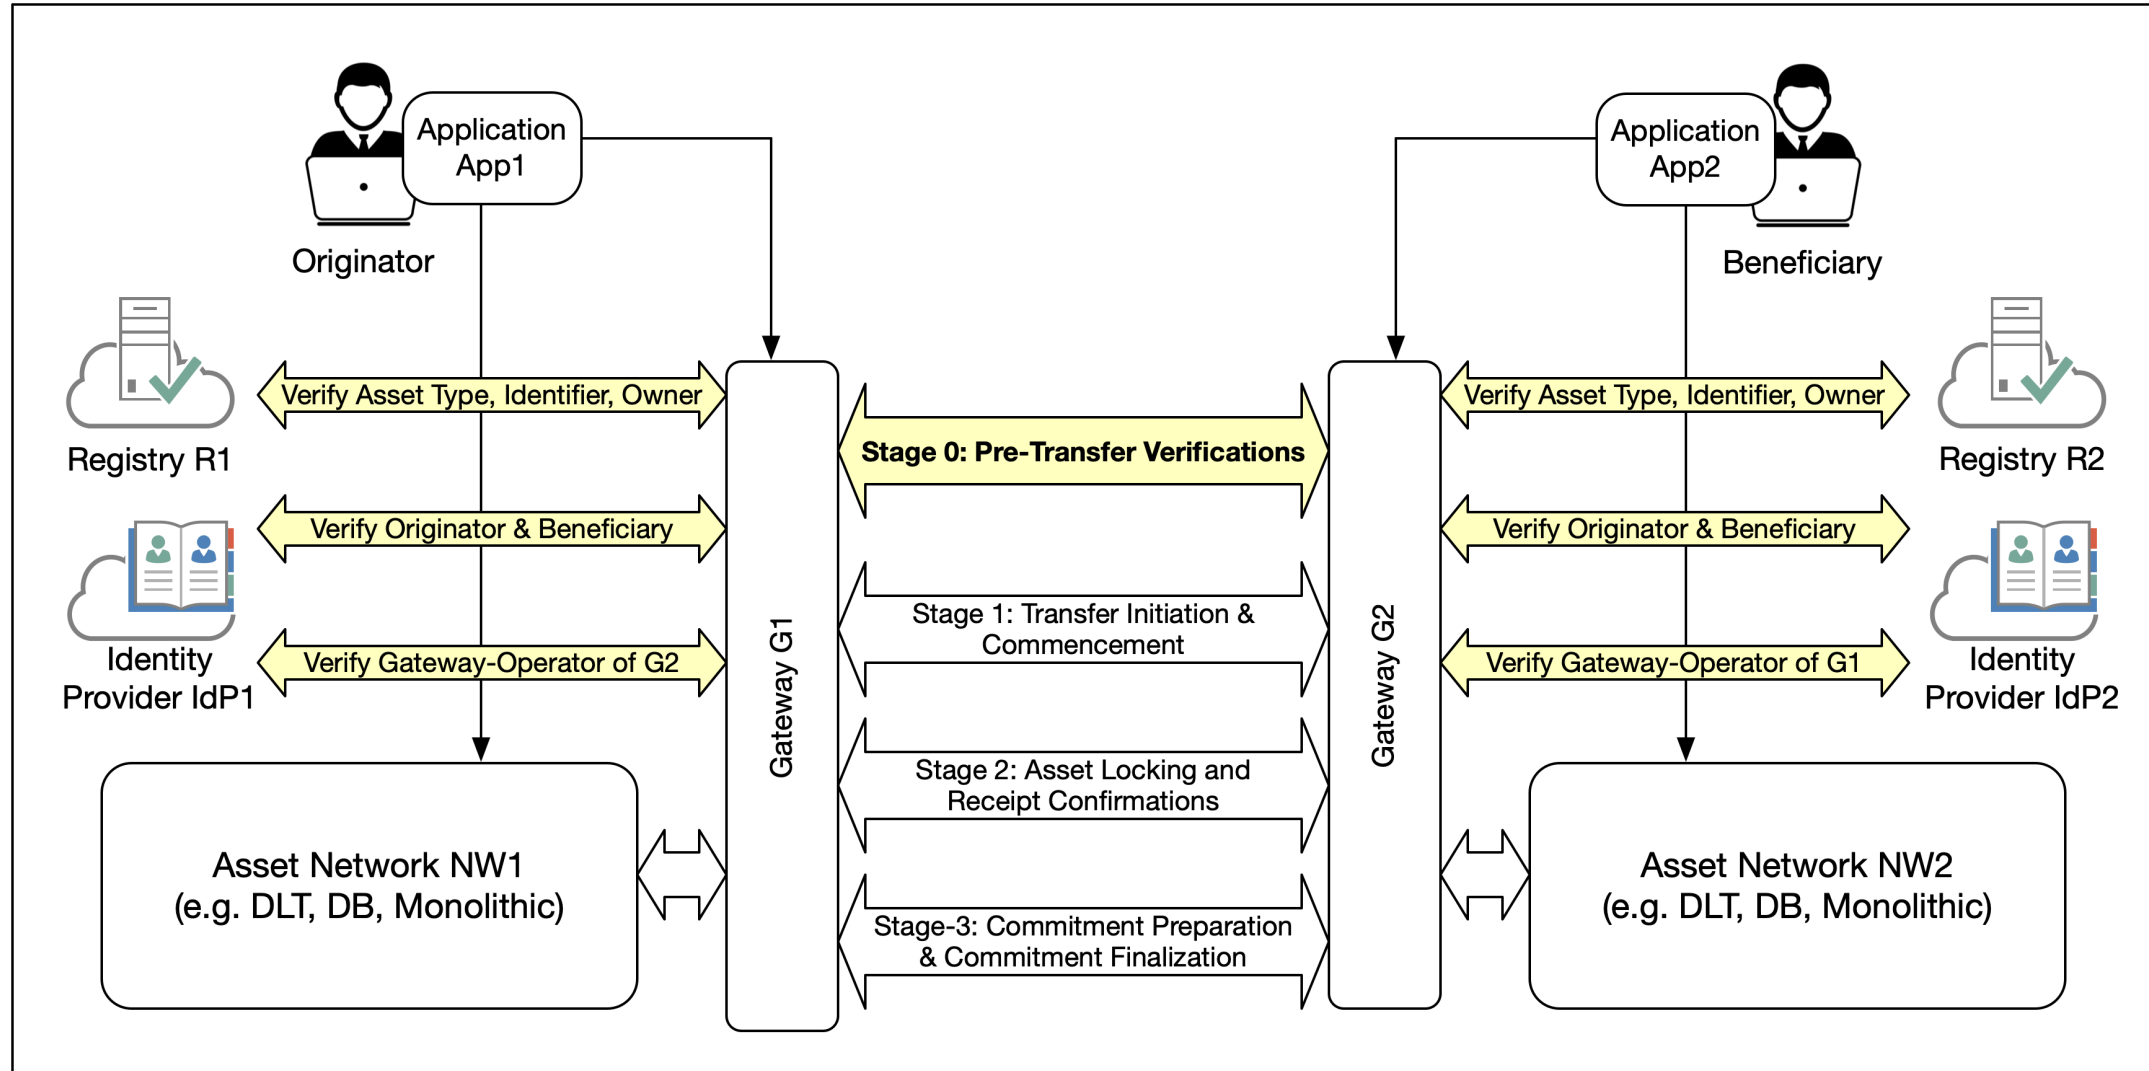 Application
App1
Originator
Application
App2
Beneficiary
Verify Asset Type, Identifier, Owner
Registry R1
Verify Originator & Beneficiary
Verify Gateway-Operator of G2
Identity
Provider IdP1
Gateway G1
Stage 0: Pre-Transfer Verifications
Stage 1: Transfer Initiation &
Commencement
Stage 2: Asset Locking and
Receipt Confirmations
Stage-3: Commitment Preparation
& Commitment Finalization
Gateway G2
Verify Asset Type, Identifier, Owner
Registry R2
Verify Originator & Beneficiary
Verify Gateway-Operator of G1
Identity
Provider IdP2
Asset Network NW1
(e.g. DLT, DB, Monolithic)
Asset Network NW2
(e.g. DLT, DB, Monolithic)